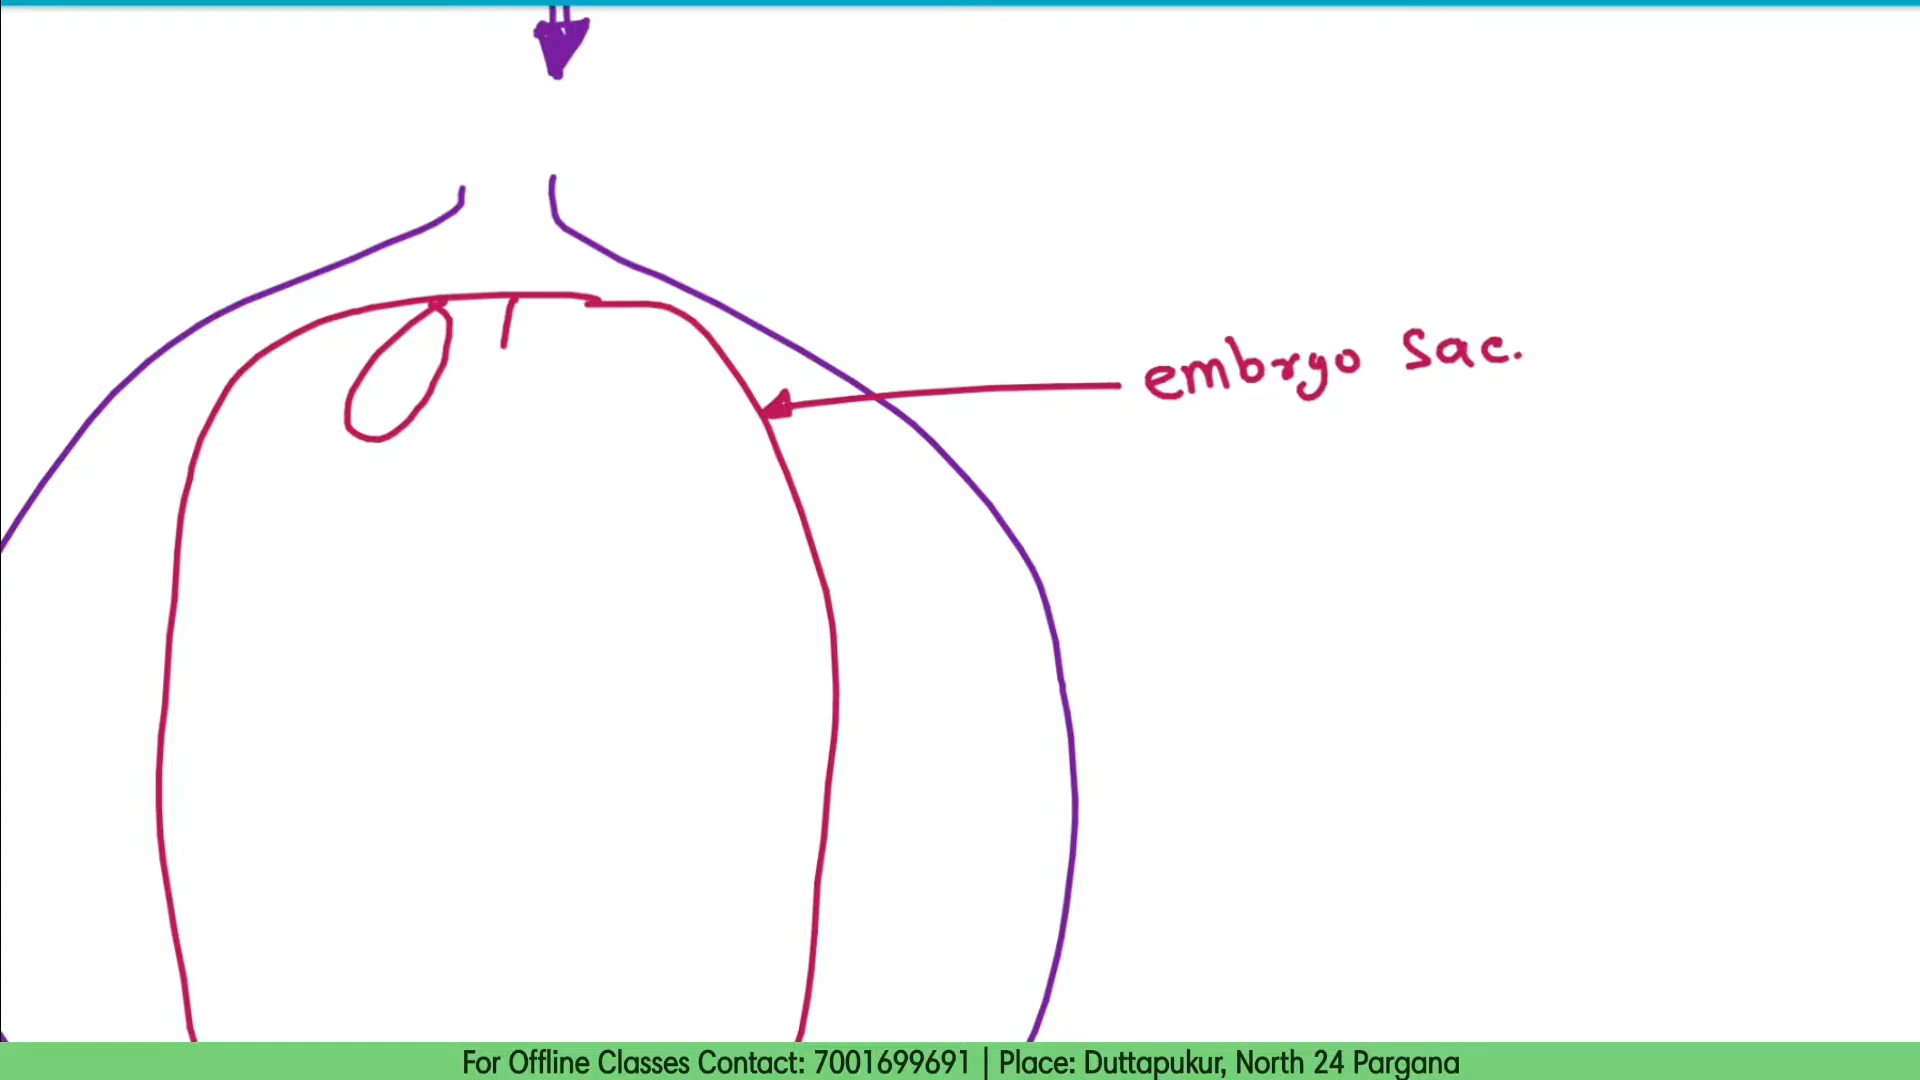 embryo sac.
For Offline Classes Contact: 7001699691 | Place: Duttapukur, North 24 Pargana